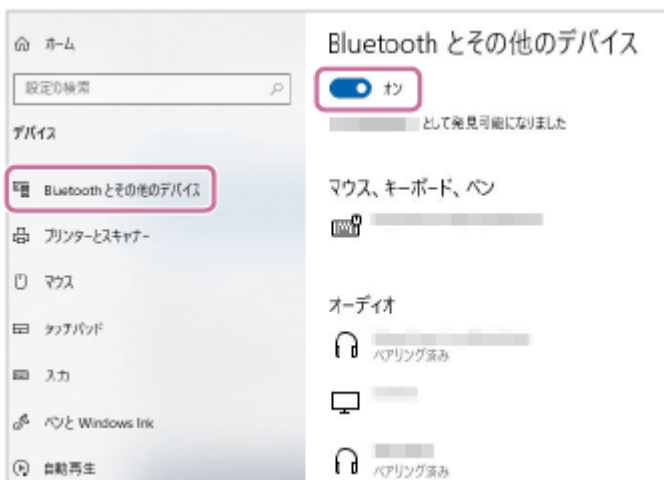 ホーム
設定の検索
デバイス
Bluetooth とその他のデバイス
プリンターとスキャナー
マウス
タッチパッド
入力
ペンと Windows Ink
自動再生
Bluetooth とその他のデバイス
オン
として発見可能になりました
マウス、キーボード、ペン
オーディオ
ペアリング済み
ペアリング済み